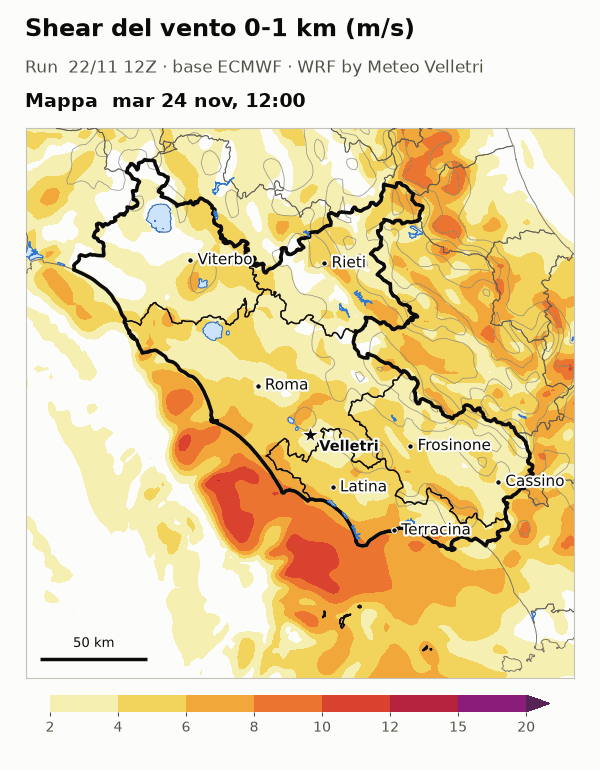 Shear del vento 0-1 km (m/s)
Run  22/11 12Z · base ECMWF · WRF by Meteo Velletri
Mappa  mar 24 nov, 12:00
Viterbo
Rieti
Roma
Velletri
Frosinone
Latina
Cassino
Terracina
50 km
2 4 6 8 10 12 15 20